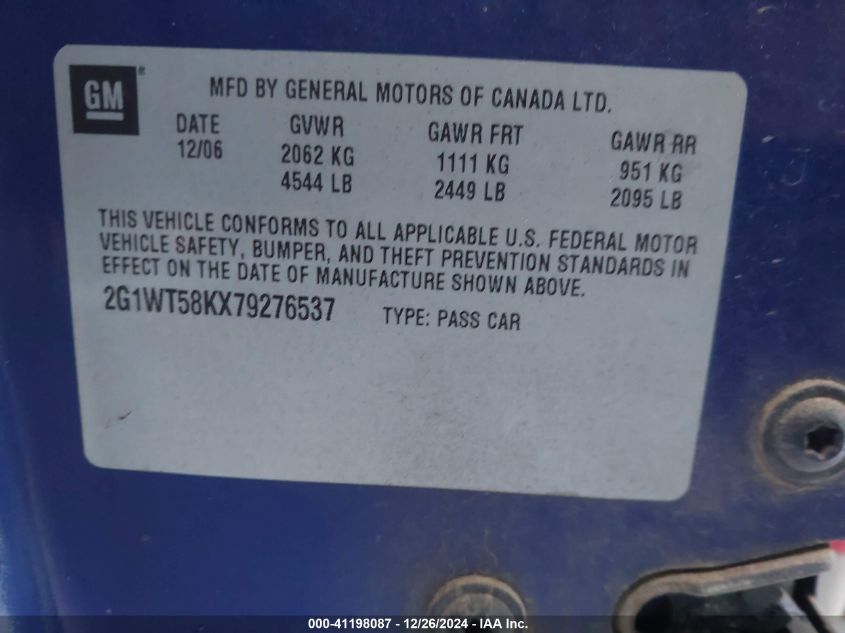 GM®
MFD BY GENERAL MOTORS OF CANADA LTD.
DATE GVWR GAWR FRT GAWR RR
12/06 2062 KG 1111 KG 951 KG
4544 LB 2449 LB 2095 LB
THIS VEHICLE CONFORMS TO ALL APPLICABLE U.S. FEDERAL MOTOR
VEHICLE SAFETY, BUMPER, AND THEFT PREVENTION STANDARDS IN
EFFECT ON THE DATE OF MANUFACTURE SHOWN ABOVE.
2G1WT58KX79276537 TYPE: PASS CAR
000-41198087 - 12/26/2024 - IAA Inc.